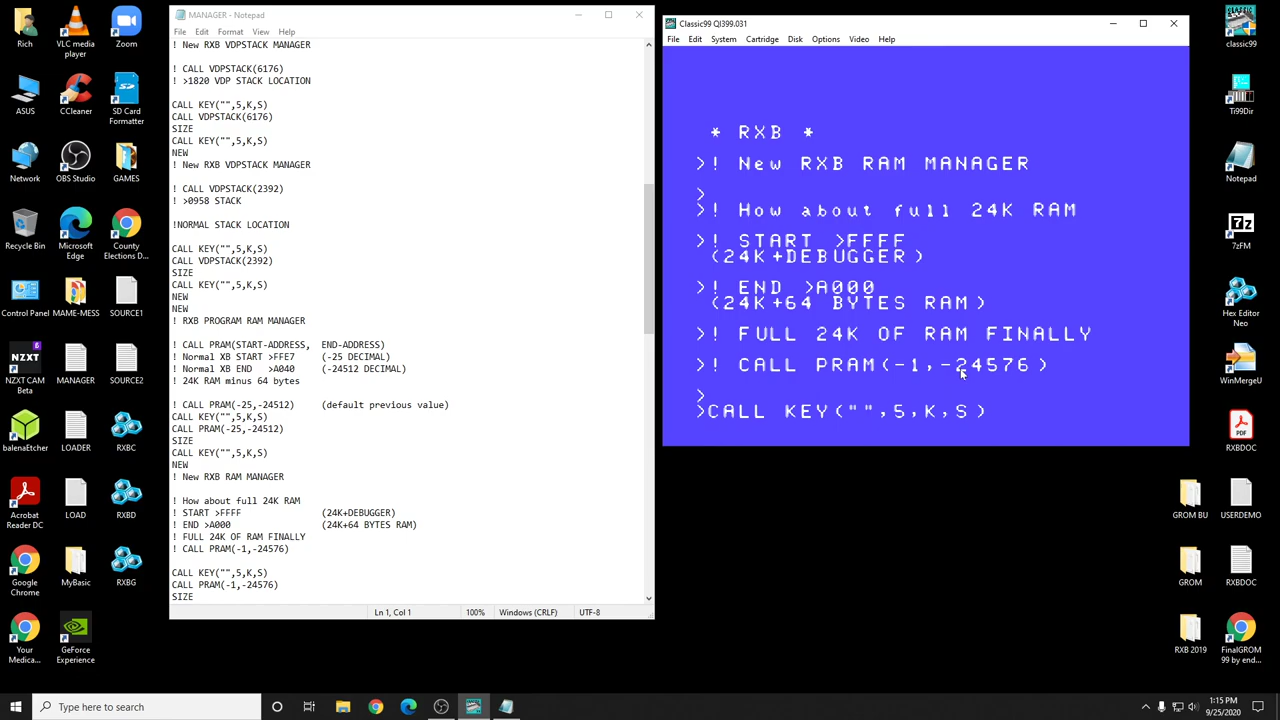 Rich
VLC media player
Zoom
ASUS
CCleaner
SD Card Formatter
Network
OBS Studio
GAMES
Recycle Bin
Microsoft Edge
County Elections D...
Control Panel
MAME-MESS
SOURCE1
NZXT CAM Beta
MANAGER
SOURCE2
balenaEtcher
LOADER
RXBC
Acrobat Reader DC
LOAD
RXBD
Google Chrome
MyBasic
RXBG
Your Medica...
GeForce Experience
MANAGER - Notepad
File Edit Format View Help
! New RXB VDPSTACK MANAGER
! CALL VDPSTACK(6176)
! >1820 VDP STACK LOCATION
CALL KEY("",5,K,S)
CALL VDPSTACK(6176)
SIZE
CALL KEY("",5,K,S)
NEW
! New RXB VDPSTACK MANAGER
! CALL VDPSTACK(2392)
! >0958 STACK
!NORMAL STACK LOCATION
CALL KEY("",5,K,S)
CALL VDPSTACK(2392)
SIZE
CALL KEY("",5,K,S)
NEW
NEW
! RXB PROGRAM RAM MANAGER
! CALL PRAM(START-ADDRESS, END-ADDRESS)
! Normal XB START >FFE7 (-25 DECIMAL)
! Normal XB END >A040 (-24512 DECIMAL)
! 24K RAM minus 64 bytes
! CALL PRAM(-25,-24512) (default previous value)
CALL KEY("",5,K,S)
CALL PRAM(-25,-24512)
SIZE
CALL KEY("",5,K,S)
NEW
! New RXB RAM MANAGER
! How about full 24K RAM
! START >FFFF (24K+DEBUGGER)
! END >A000 (24K+64 BYTES RAM)
! FULL 24K OF RAM FINALLY
! CALL PRAM(-1,-24576)
CALL KEY("",5,K,S)
CALL PRAM(-1,-24576)
SIZE
Ln 1, Col 1 100% Windows (CRLF) UTF-8
Classic99 QI399.031
File Edit System Cartridge Disk Options Video Help
* RXB *
>! New RXB RAM MANAGER
>
>! How about full 24K RAM
>! START >FFFF
(24K+DEBUGGER)
>! END >A000
(24K+64 BYTES RAM)
>! FULL 24K OF RAM FINALLY
>! CALL PRAM(-1,-24576)
>
>CALL KEY("",5,K,S)
classic99
Ti99Dir
Notepad
7z
7zFM
Hex Editor Neo
WinMergeU
PDF
RXBDOC
GROM BU
USERDEMO
GROM
RXBDOC
RXB 2019
FinalGROM 99 by end...
Type here to search
1:15 PM
9/25/2020